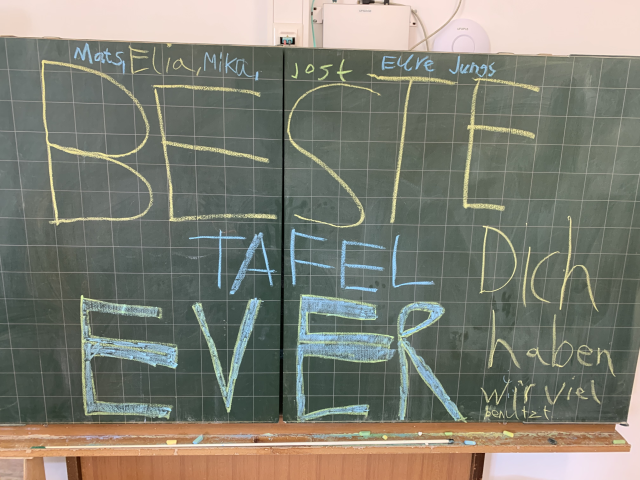 Mats, Elia, Mika, Jost Eure Jungs
BESTE
TAFEL
EVER
Dich
haben
wir viel
benutzt